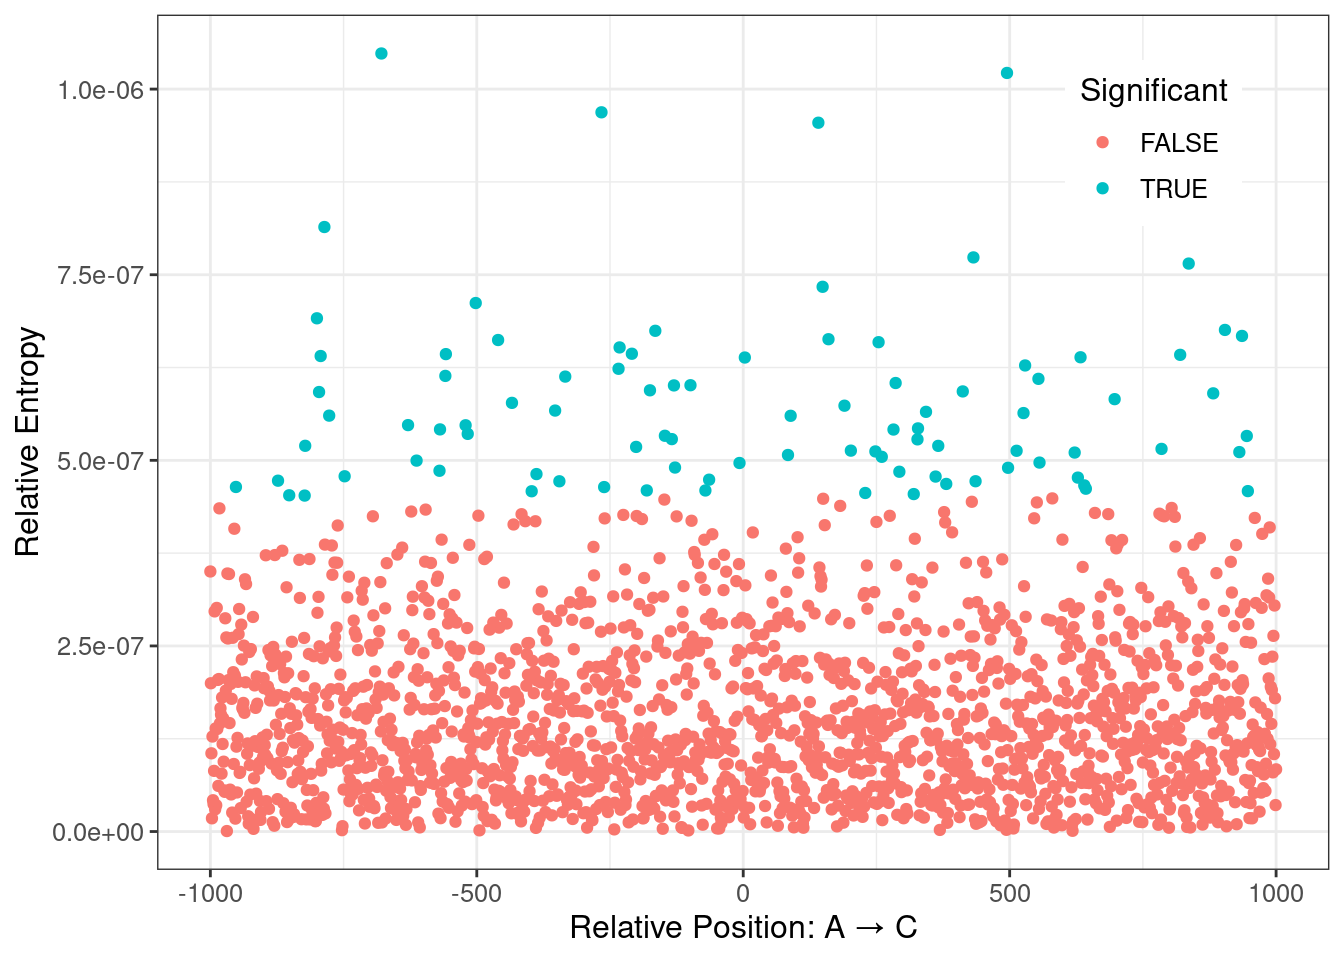 Significant
FALSE
TRUE
Relative Entropy
1.0e-06
7.5e-07
5.0e-07
2.5e-07
0.0e+00
-1000
-500
0
500
1000
Relative Position: A → C